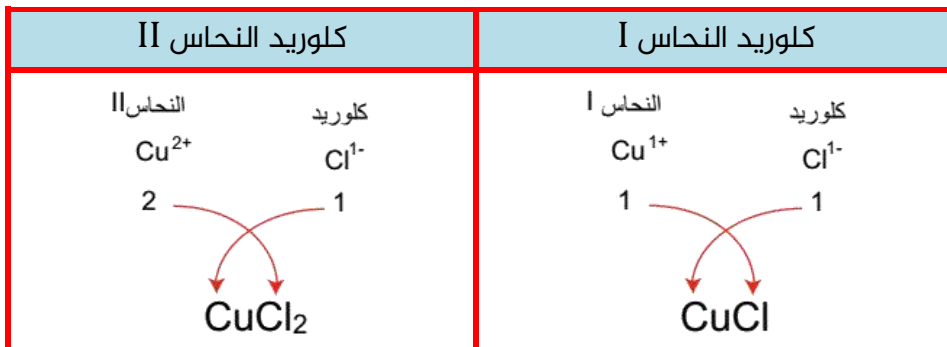 كلوريد النحاس I
كلوريد النحاس II
النحاس I كلوريد
Cu¹⁺ Cl¹⁻
1 1
CuCl
النحاسII كلوريد
Cu²⁺ Cl¹⁻
2 1
CuCl₂